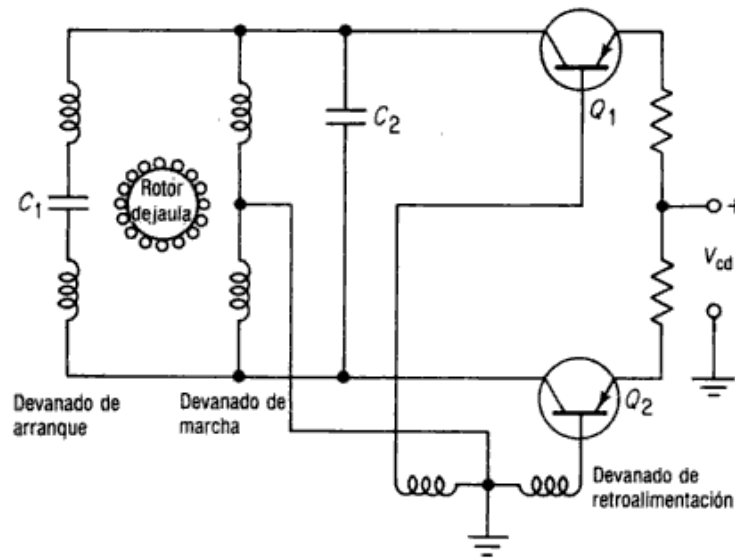 Q1
C2
C1
Rotor
dejaula
+
Vcd
Devanado de
arranque
Devanado de
marcha
Q2
Devanado de
retroalimentación